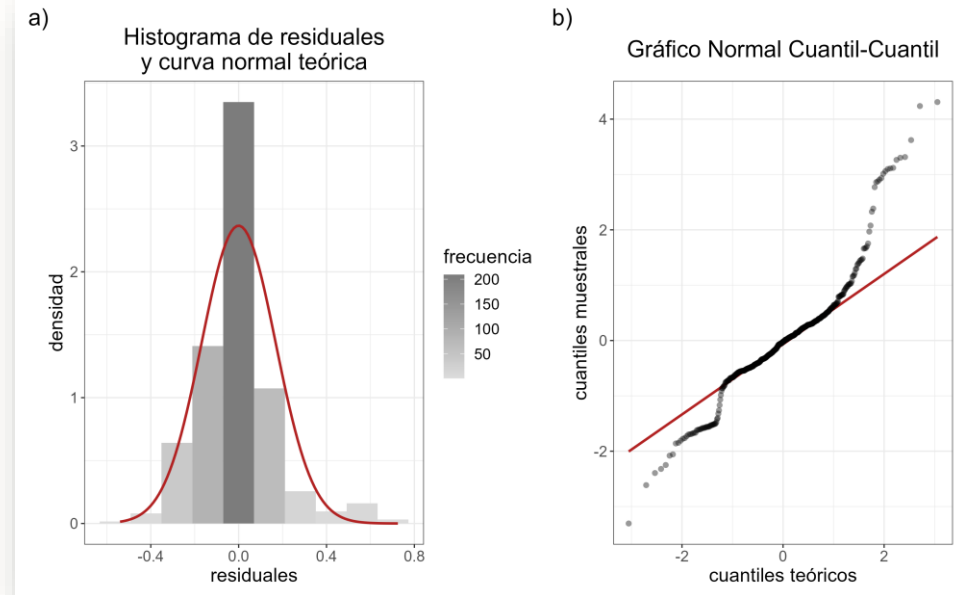 a)
Histograma de residuales
y curva normal teórica
densidad
3
2
1
0
-0.4
0.0
0.4
0.8
residuales
frecuencia
200
150
100
50
b)
Gráfico Normal Cuantil-Cuantil
cuantiles muestrales
4
2
0
-2
-2
0
2
cuantiles teóricos